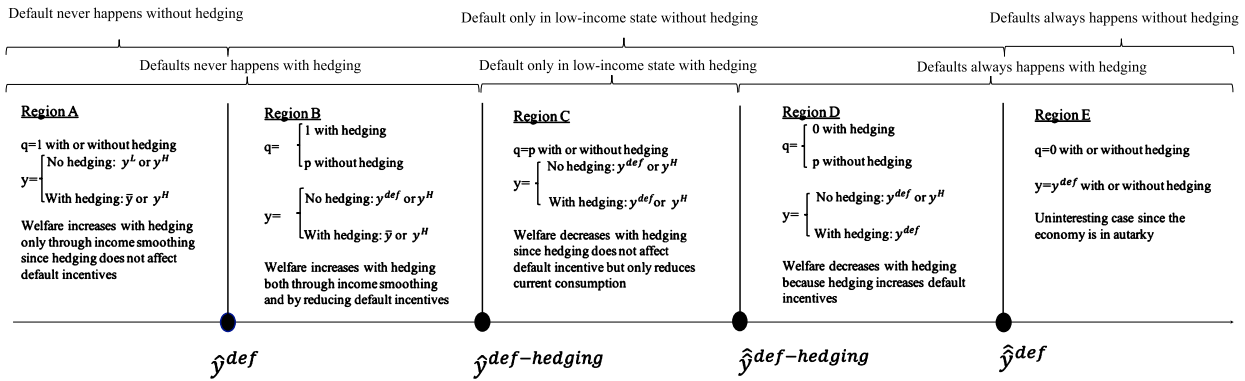 Default never happens without hedging
Default only in low-income state without hedging
Defaults always happens without hedging
Defaults never happens with hedging
Default only in low-income state with hedging
Defaults always happens with hedging
Region A
q=1 with or without hedging
No hedging: y^L or y^H
y=
With hedging: ȳ or y^H
Welfare increases with hedging
only through income smoothing
since hedging does not affect
default incentives
Region B
1 with hedging
q=
p without hedging
No hedging: y^def or y^H
y=
With hedging: ȳ or y^H
Welfare increases with hedging
both through income smoothing
and by reducing default incentives
Region C
q=p with or without hedging
No hedging: y^def or y^H
y=
With hedging: y^def or y^H
Welfare decreases with hedging
since hedging does not affect
default incentive but only reduces
current consumption
Region D
0 with hedging
q=
p without hedging
No hedging: y^def or y^H
y=
With hedging: y^def
Welfare decreases with hedging
because hedging increases default
incentives
Region E
q=0 with or without hedging
y=y^def with or without hedging
Uninteresting case since the
economy is in autarky
ŷ^def
ŷ^def−hedging
ŷ̂^def−hedging
ŷ̂^def